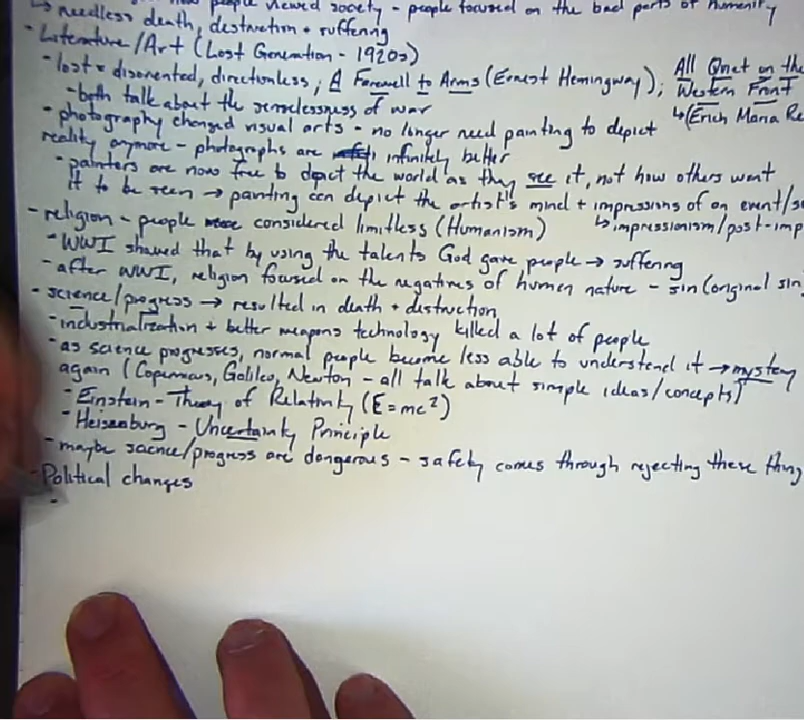 people viewed society - people focused on the bad parts of humanity
↳ needless death, destruction + suffering
- Literature/Art (Lost Generation - 1920s)
- lost = disoriented, directionless; A Farewell to Arms (Ernest Hemingway); All Quiet on the
Western Front
↳ (Erich Maria Re
- both talk about the senselessness of war
- photography changed visual arts - no longer need painting to depict
reality anymore - photographs are infinitely better
- painters are now free to depict the world as they see it, not how others want
it to be seen → painting can depict the artist's mind + impressions of an event/s
↳ impressionism/post-imp
- religion - people considered limitless (Humanism)
- WWI showed that by using the talents God gave people → suffering
- after WWI, religion focused on the negatives of human nature - sin (original sin,
- science/progress → resulted in death + destruction
- industrialization + better weapons technology killed a lot of people
- as science progresses, normal people become less able to understand it → mystery
again (Copernicus, Galileo, Newton - all talk about simple ideas/concepts)
- Einstein - Theory of Relativity (E=mc²)
- Heisenburg - Uncertainty Principle
- maybe science/progress are dangerous - safety comes through rejecting these thing
- Political changes
-